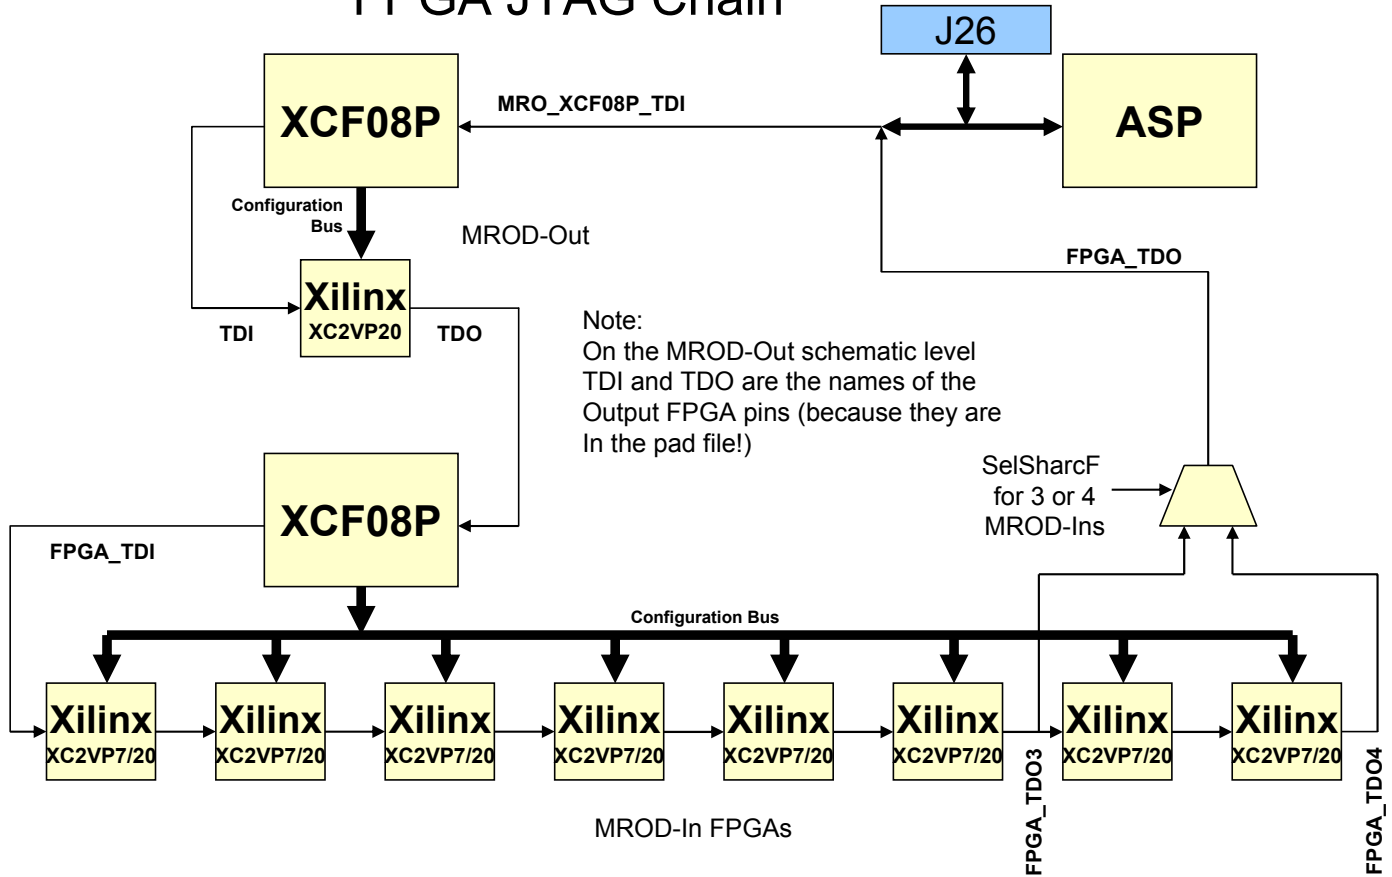 FPGA JTAG Chain
J26
XCF08P
MRO_XCF08P_TDI
ASP
Configuration
Bus
MROD-Out
FPGA_TDO
Xilinx
XC2VP20
TDI
TDO
Note:
On the MROD-Out schematic level
TDI and TDO are the names of the
Output FPGA pins (because they are
In the pad file!)
SelSharcF
for 3 or 4
MROD-Ins
XCF08P
FPGA_TDI
Configuration Bus
Xilinx
XC2VP7/20
Xilinx
XC2VP7/20
Xilinx
XC2VP7/20
Xilinx
XC2VP7/20
Xilinx
XC2VP7/20
Xilinx
XC2VP7/20
Xilinx
XC2VP7/20
Xilinx
XC2VP7/20
FPGA_TDO3
FPGA_TDO4
MROD-In FPGAs